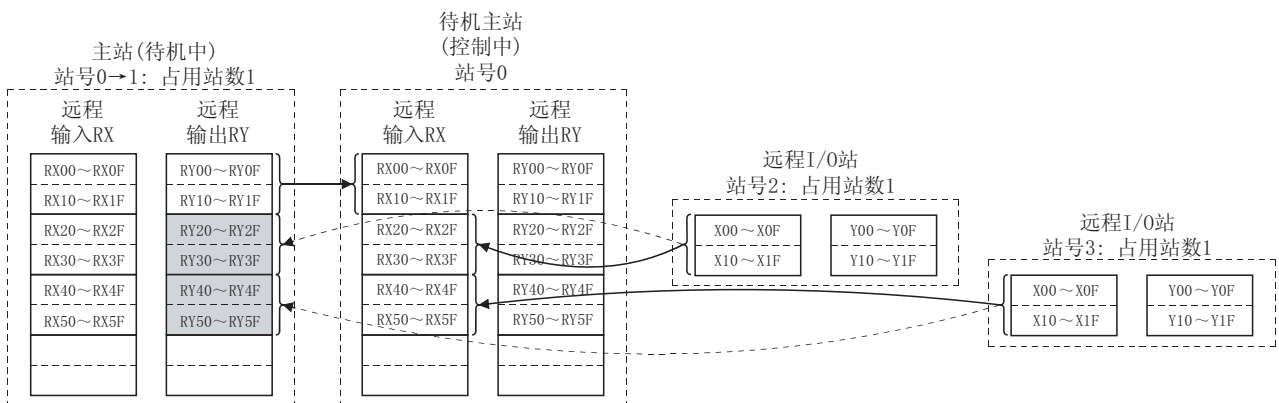 主站(待机中)
站号0→1: 占用站数1
远程
输入RX
远程
输出RY
RX00～RX0F
RX10～RX1F
RX20～RX2F
RX30～RX3F
RX40～RX4F
RX50～RX5F
RY00～RY0F
RY10～RY1F
RY20～RY2F
RY30～RY3F
RY40～RY4F
RY50～RY5F
待机主站
(控制中)
站号0
远程
输入RX
远程
输出RY
RX00～RX0F
RX10～RX1F
RX20～RX2F
RX30～RX3F
RX40～RX4F
RX50～RX5F
RY00～RY0F
RY10～RY1F
RY20～RY2F
RY30～RY3F
RY40～RY4F
RY50～RY5F
远程I/O站
站号2: 占用站数1
X00～X0F
X10～X1F
Y00～Y0F
Y10～Y1F
远程I/O站
站号3: 占用站数1
X00～X0F
X10～X1F
Y00～Y0F
Y10～Y1F